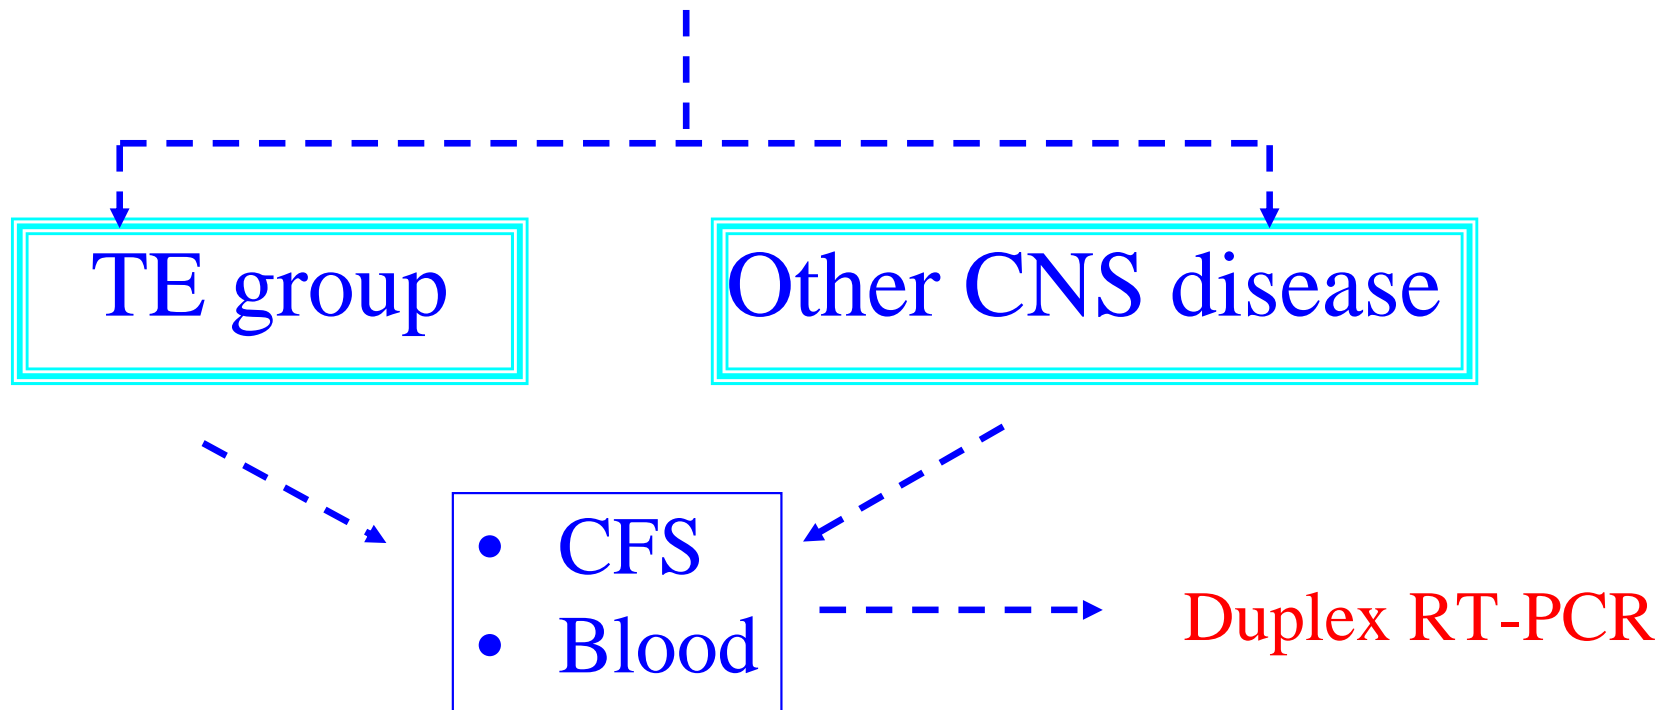 TE group
Other CNS disease
• CFS
• Blood
Duplex RT-PCR